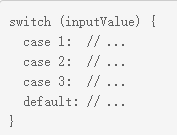 switch (inputValue) {
  case 1:  // ...
  case 2:  // ...
  case 3:  // ...
  default: // ...
}